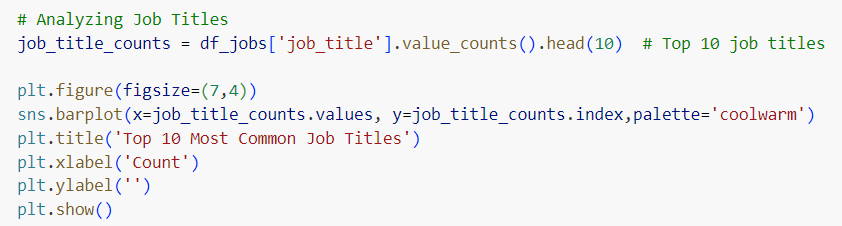 # Analyzing Job Titles
job_title_counts = df_jobs['job_title'].value_counts().head(10)  # Top 10 job titles
plt.figure(figsize=(7,4))
sns.barplot(x=job_title_counts.values, y=job_title_counts.index,palette='coolwarm')
plt.title('Top 10 Most Common Job Titles')
plt.xlabel('Count')
plt.ylabel('')
plt.show()